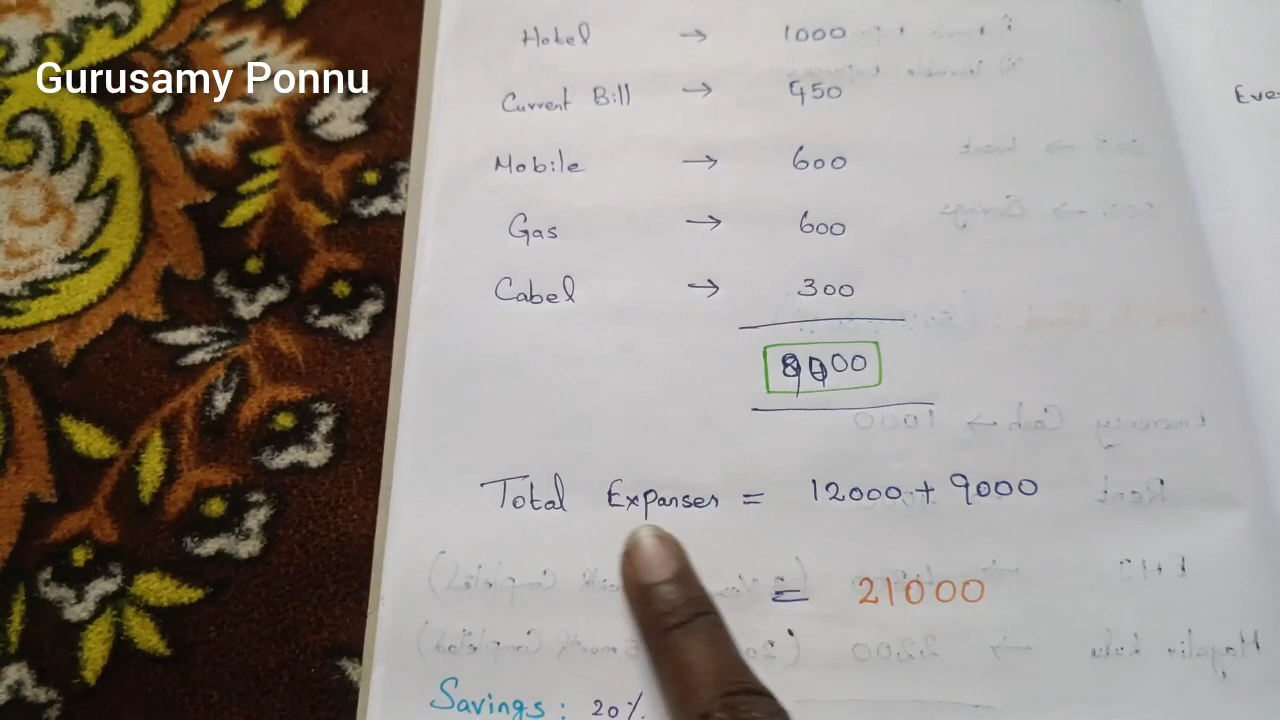 Gurusamy Ponnu
Hotel → 1000
Current Bill → 450
Mobile → 600
Gas → 600
Cabel → 300
9000
Total Expanses = 12000 + 9000
= 21000
Savings : 20%